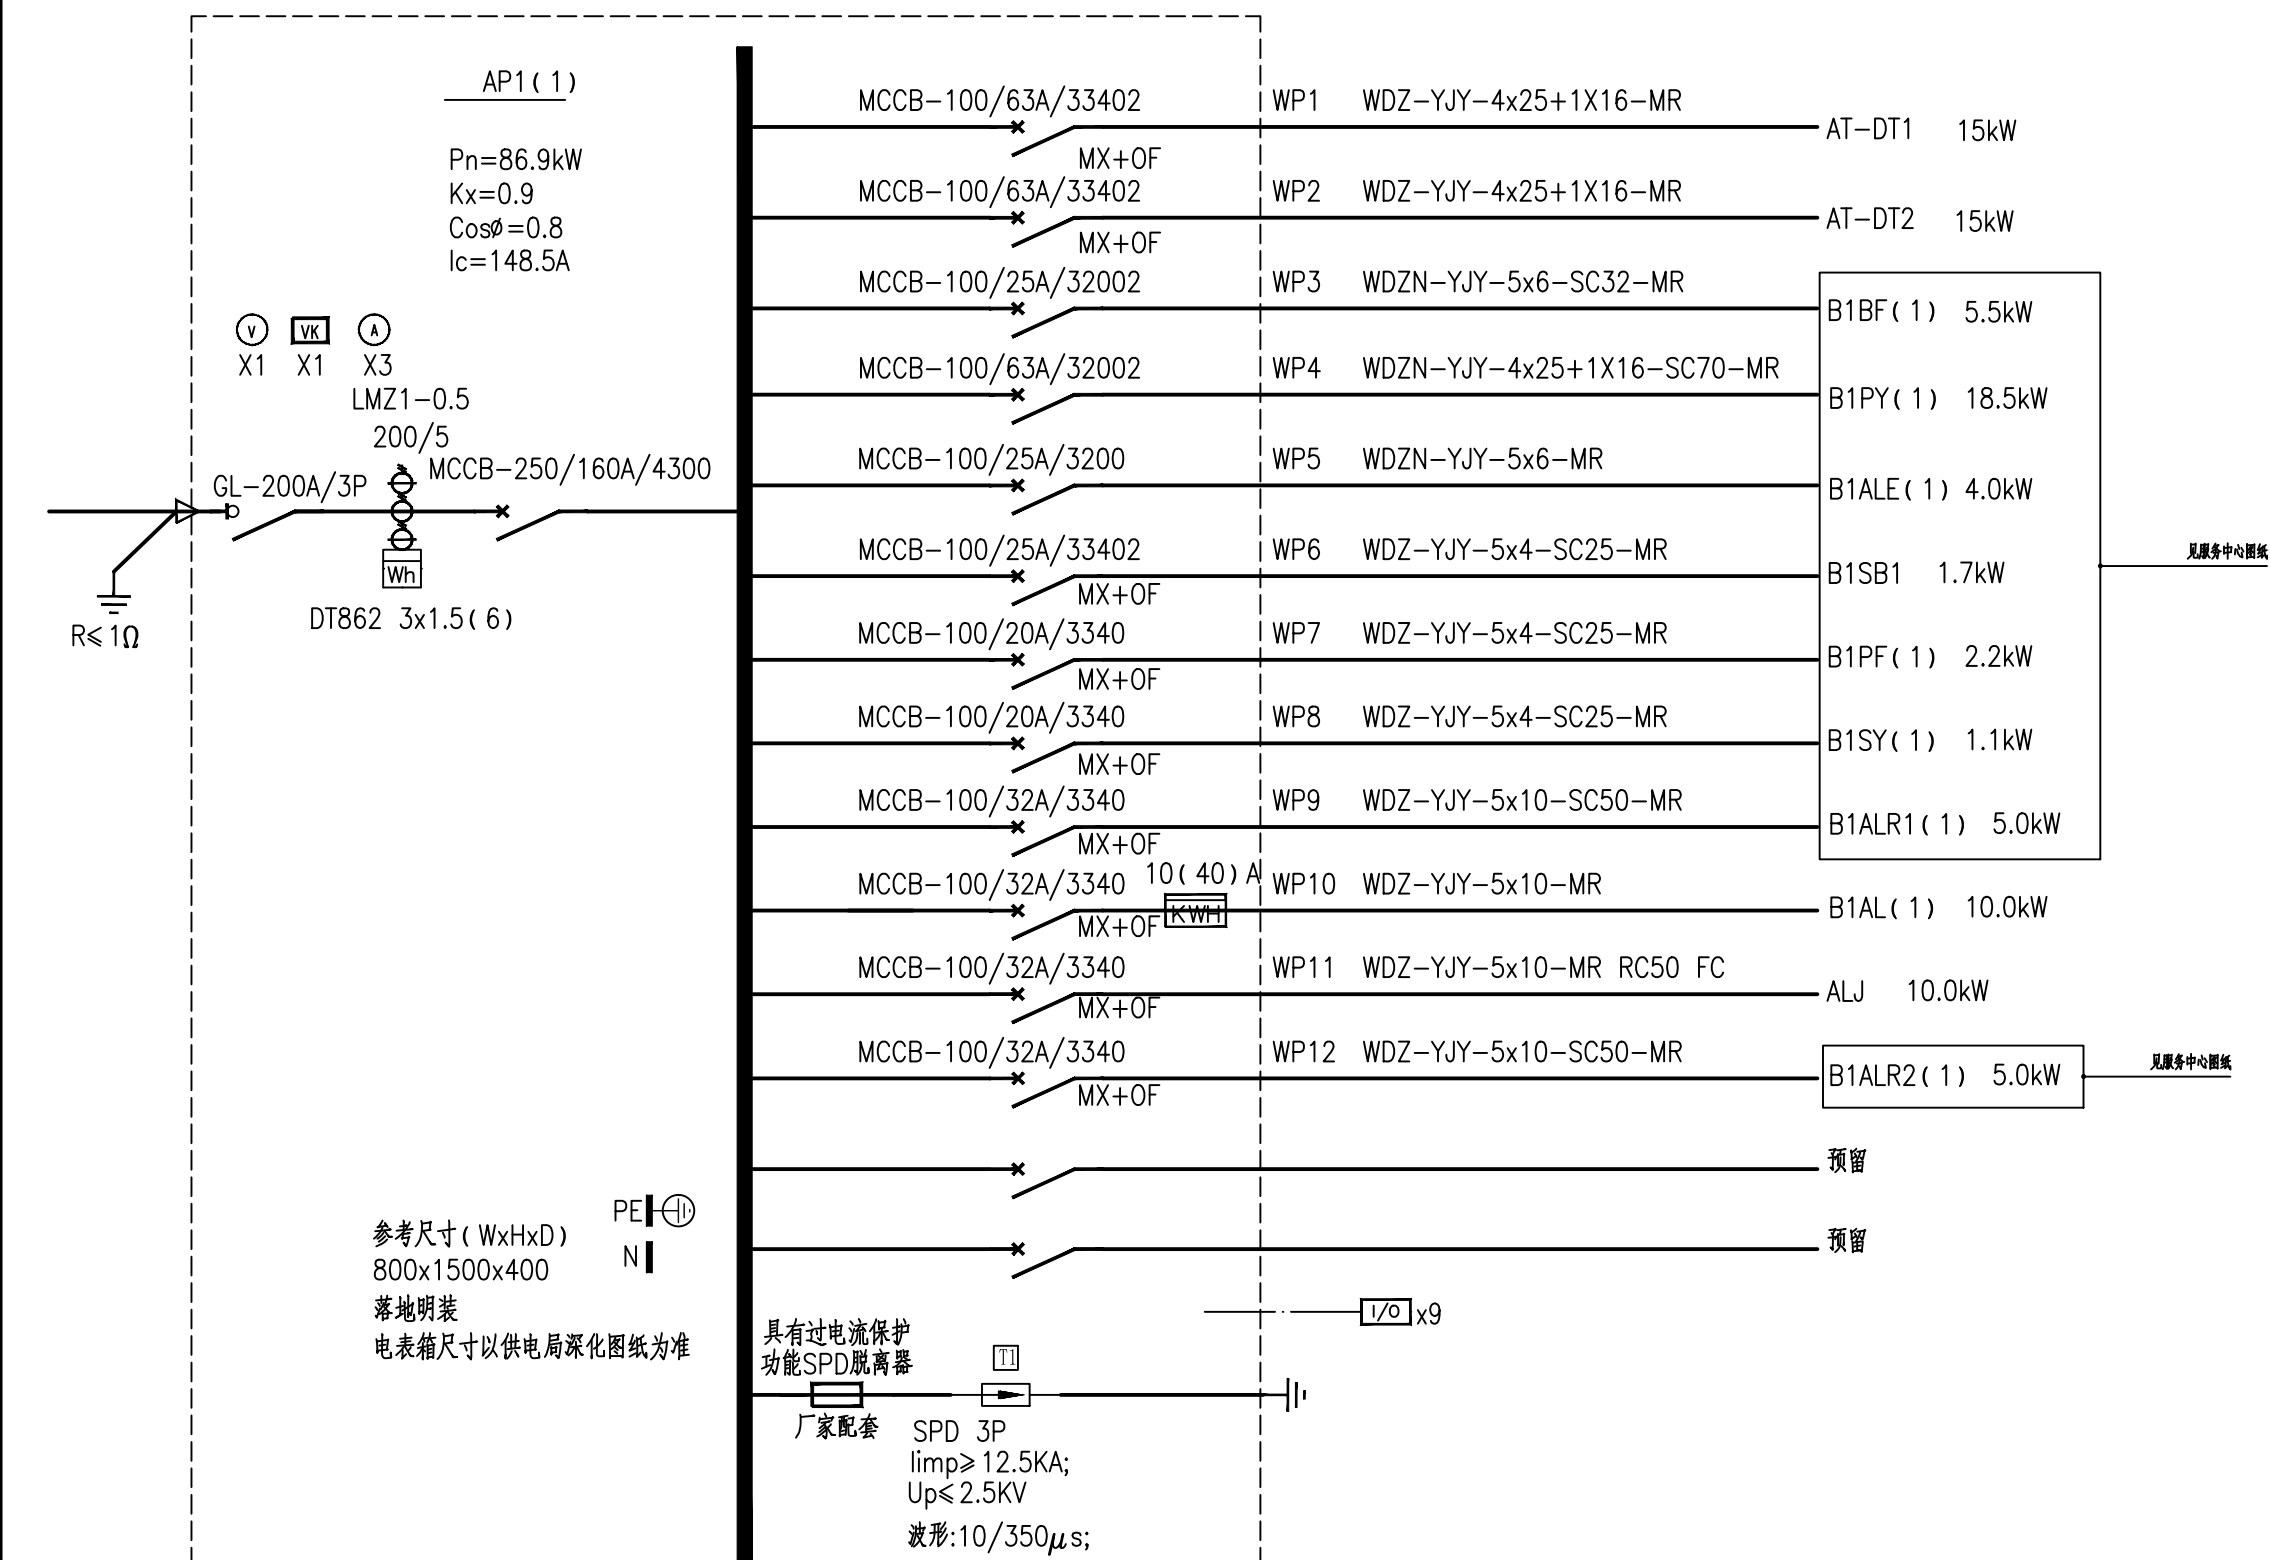 AP1(1)
Pn=86.9kW
Kx=0.9
Cosø=0.8
Ic=148.5A
V
VK
A
X1
X1
X3
LMZ1-0.5
200/5
GL-200A/3P
MCCB-250/160A/4300
Wh
DT862 3x1.5(6)
R≤1Ω
MCCB-100/63A/33402 WP1 WDZ-YJY-4x25+1X16-MR
AT-DT1 15kW
MX+OF
MCCB-100/63A/33402 WP2 WDZ-YJY-4x25+1X16-MR
AT-DT2 15kW
MX+OF
MCCB-100/25A/32002 WP3 WDZN-YJY-5x6-SC32-MR
B1BF(1) 5.5kW
MCCB-100/63A/32002 WP4 WDZN-YJY-4x25+1X16-SC70-MR
B1PY(1) 18.5kW
MCCB-100/25A/3200 WP5 WDZN-YJY-5x6-MR
B1ALE(1) 4.0kW
MCCB-100/25A/33402 WP6 WDZ-YJY-5x4-SC25-MR
见服务中心图纸
B1SB1 1.7kW
MX+OF
MCCB-100/20A/3340 WP7 WDZ-YJY-5x4-SC25-MR
B1PF(1) 2.2kW
MX+OF
MCCB-100/20A/3340 WP8 WDZ-YJY-5x4-SC25-MR
B1SY(1) 1.1kW
MX+OF
MCCB-100/32A/3340 WP9 WDZ-YJY-5x10-SC50-MR
B1ALR1(1) 5.0kW
MX+OF
10(40)A
MCCB-100/32A/3340 WP10 WDZ-YJY-5x10-MR
KWH
B1AL(1) 10.0kW
MX+OF
MCCB-100/32A/3340 WP11 WDZ-YJY-5x10-MR RC50 FC
ALJ 10.0kW
MX+OF
MCCB-100/32A/3340 WP12 WDZ-YJY-5x10-SC50-MR
见服务中心图纸
B1ALR2(1) 5.0kW
MX+OF
预留
预留
PE
N
参考尺寸(WxHxD)
800x1500x400
落地明装
电表箱尺寸以供电局深化图纸为准
I/O x9
具有过电流保护
功能SPD脱离器
T1
厂家配套
SPD 3P
Iimp≥12.5KA;
Up≤2.5KV
波形:10/350μs;